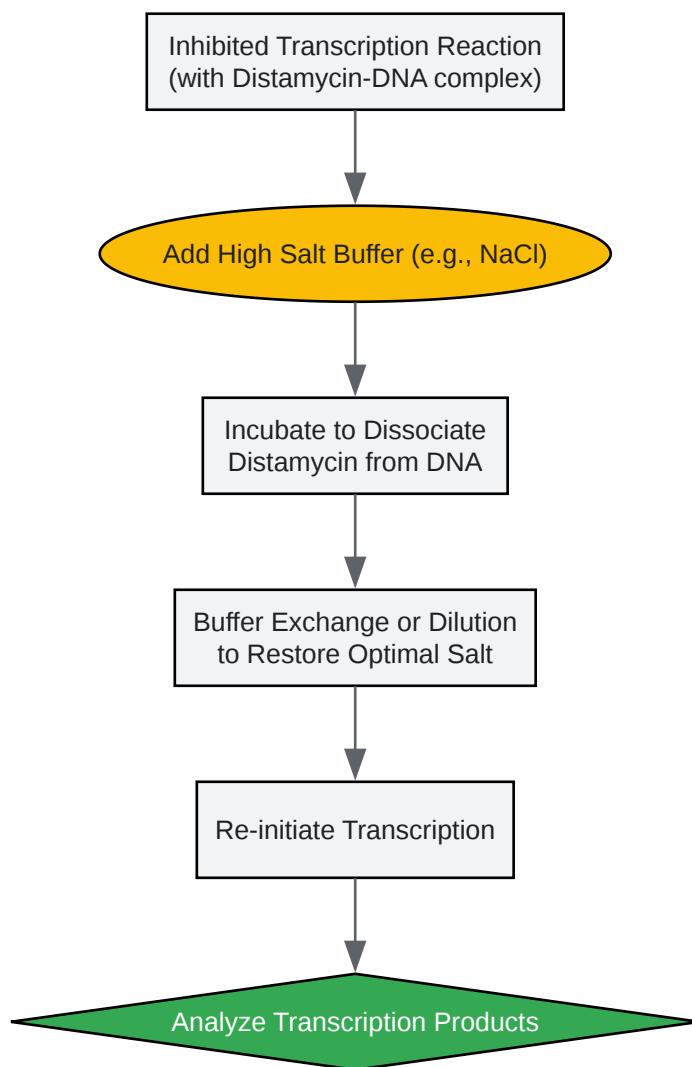 Inhibited Transcription Reaction
(with Distamycin-DNA complex)
Add High Salt Buffer (e.g., NaCl)
Incubate to Dissociate
Distamycin from DNA
Buffer Exchange or Dilution
to Restore Optimal Salt
Re-initiate Transcription
Analyze Transcription Products